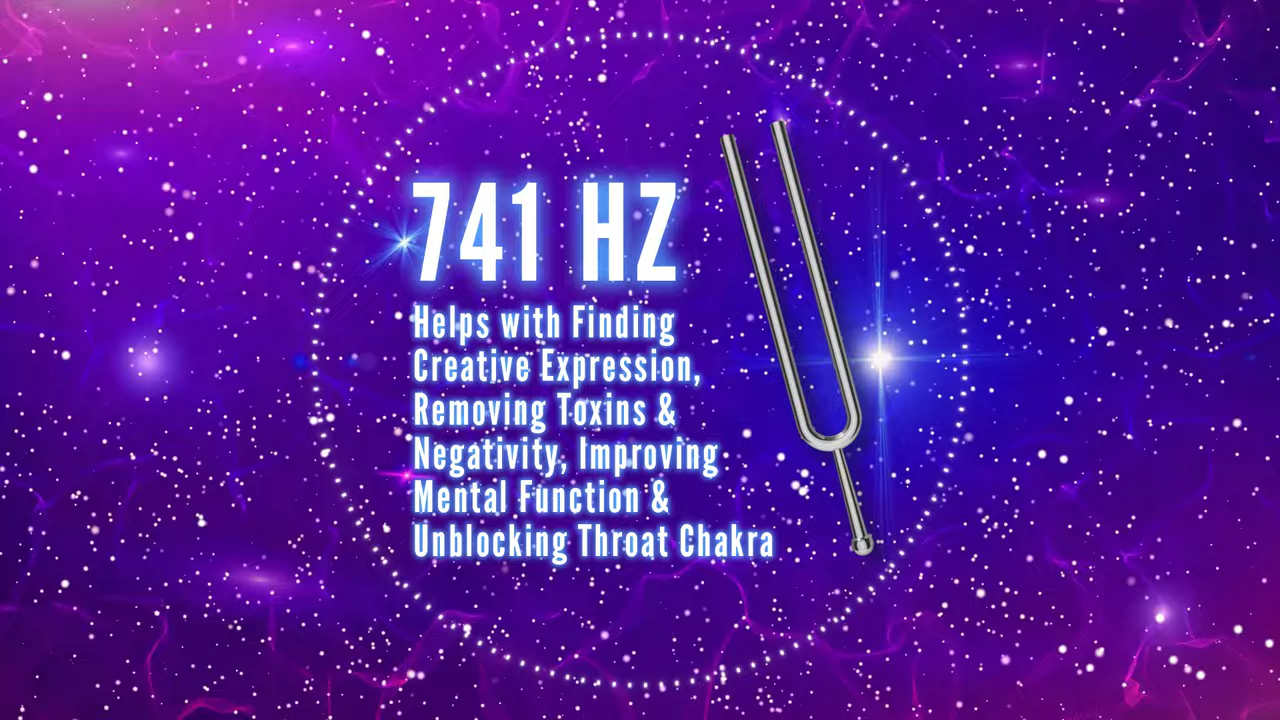 741 HZ
Helps with Finding
Creative Expression,
Removing Toxins &
Negativity, Improving
Mental Function &
Unblocking Throat Chakra